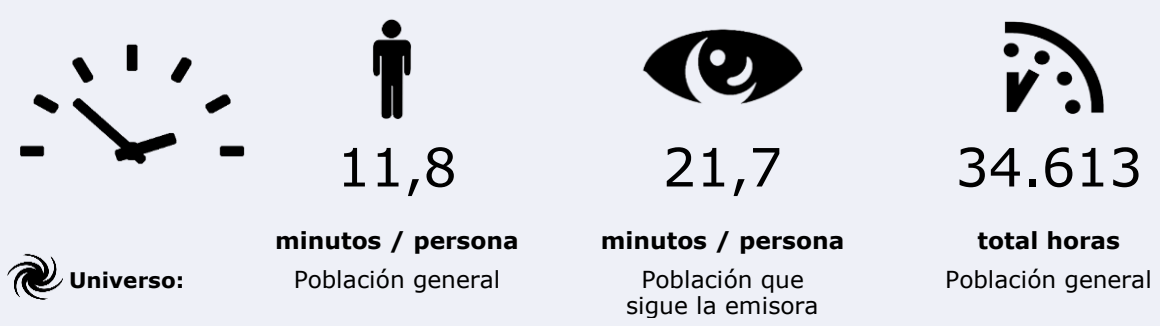 11,8
21,7
34.613
minutos / persona
minutos / persona
total horas
Universo:
Población general
Población que
sigue la emisora
Población general